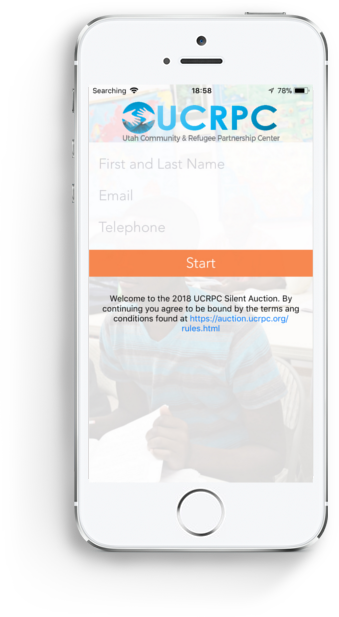 Searching 18:58 78%
UCRPC
Utah Community & Refugee Partnership Center
First and Last Name
Email
Telephone
Start
Welcome to the 2018 UCRPC Silent Auction. By
continuing you agree to be bound by the terms ang
conditions found at https://auction.ucrpc.org/
rules.html